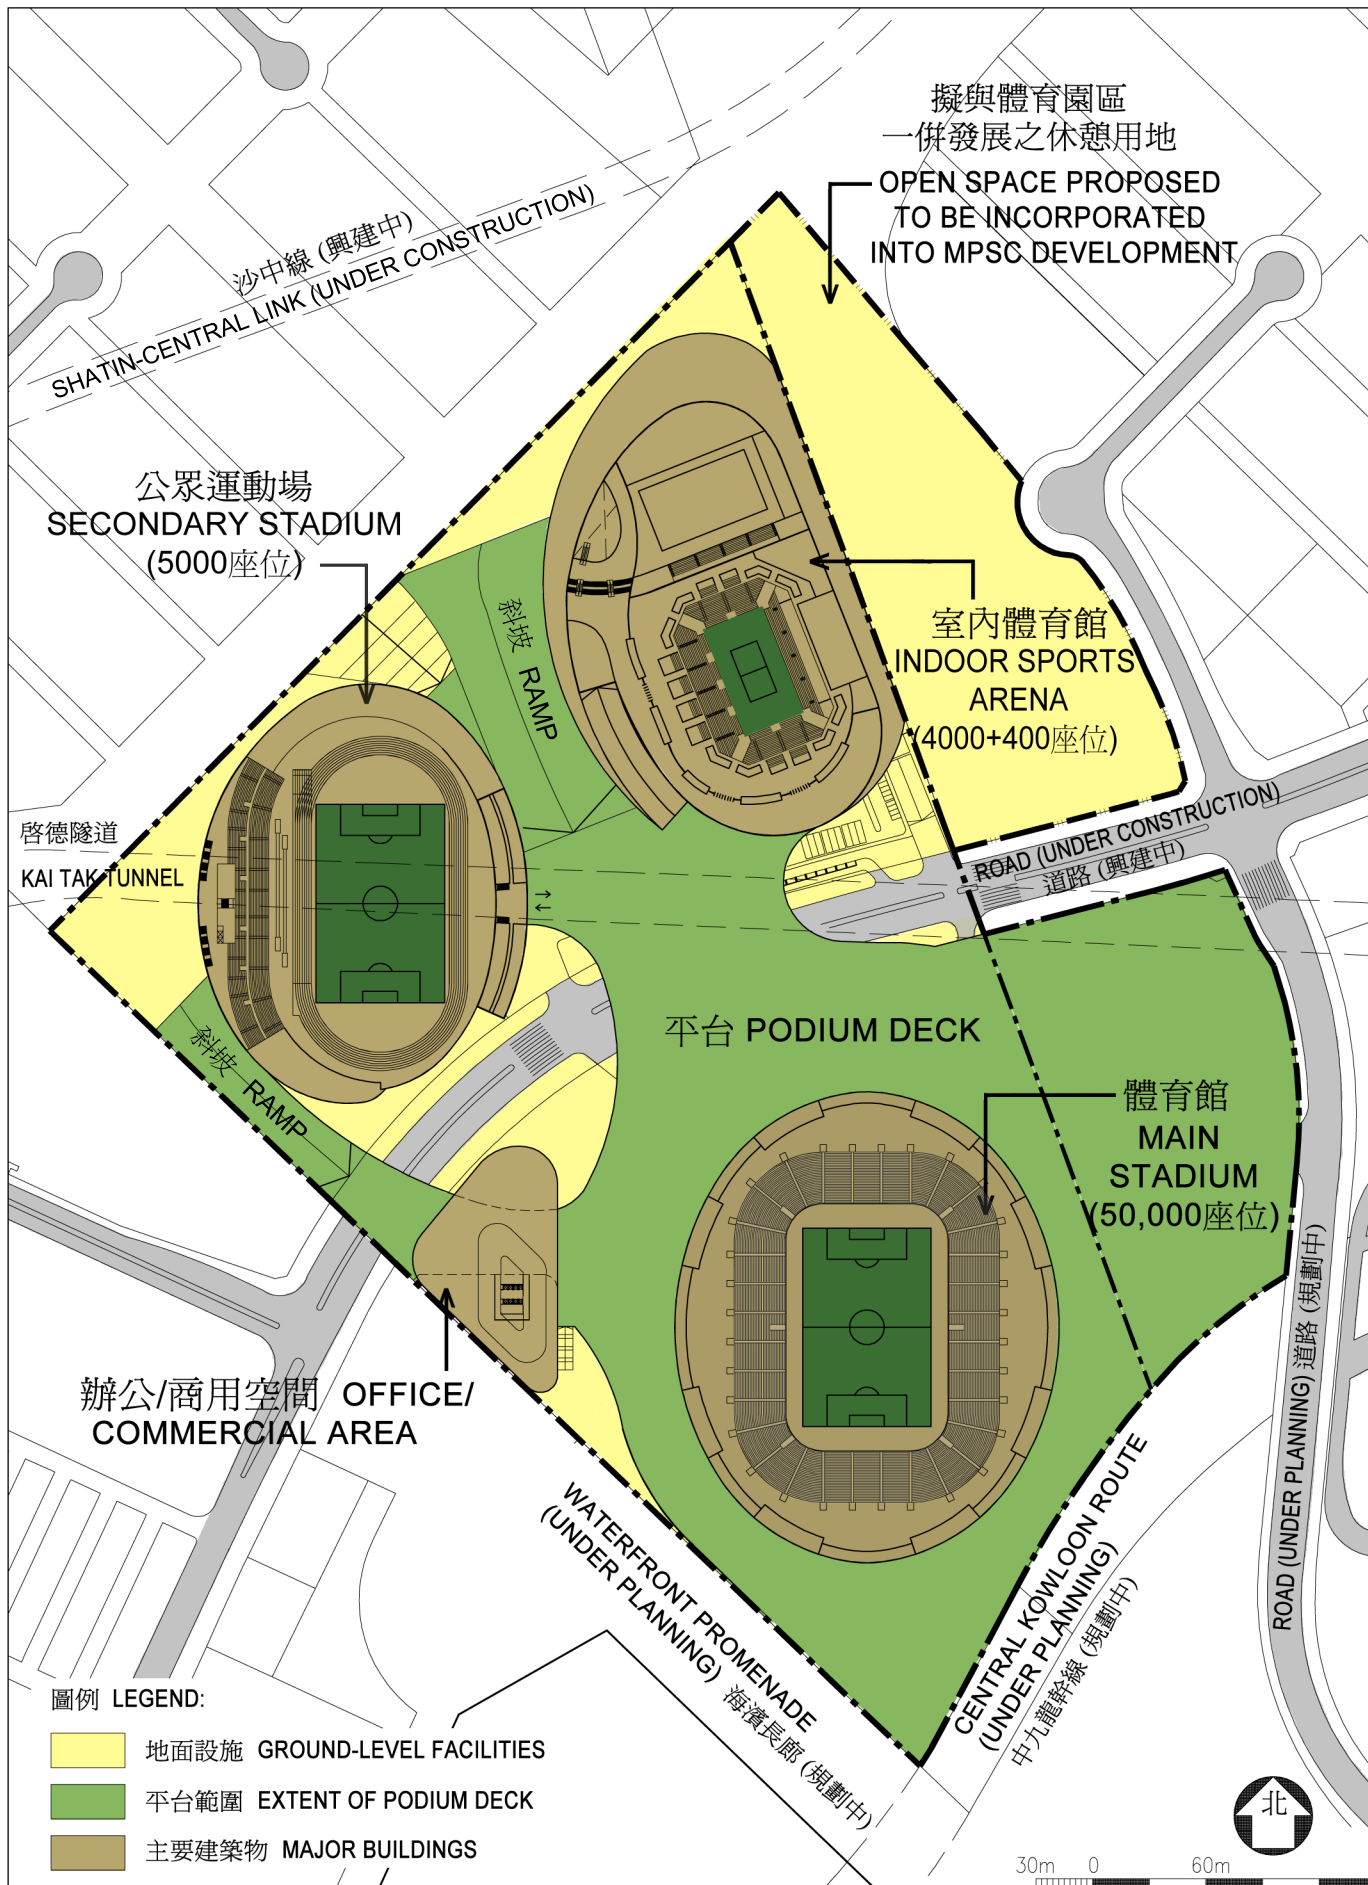 擬與體育園區
一併發展之休憩用地
OPEN SPACE PROPOSED
TO BE INCORPORATED
INTO MPSC DEVELOPMENT
沙中線 (興建中)
SHATIN-CENTRAL LINK (UNDER CONSTRUCTION)
公眾運動場
SECONDARY STADIUM
(5000座位)
斜坡 RAMP
室內體育館
INDOOR SPORTS
ARENA
(4000+400座位)
啓德隧道
KAI TAK TUNNEL
ROAD (UNDER CONSTRUCTION)
道路 (興建中)
平台 PODIUM DECK
斜坡 RAMP
體育館
MAIN
STADIUM
(50,000座位)
辦公/商用空間 OFFICE/
COMMERCIAL AREA
ROAD (UNDER PLANNING) 道路 (規劃中)
WATERFRONT PROMENADE
(UNDER PLANNING) 海濱長廊 (規劃中)
CENTRAL KOWLOON ROUTE
(UNDER PLANNING)
中九龍幹線 (規劃中)
圖例 LEGEND:
地面設施 GROUND-LEVEL FACILITIES
平台範圍 EXTENT OF PODIUM DECK
主要建築物 MAJOR BUILDINGS
北
30m 0 60m